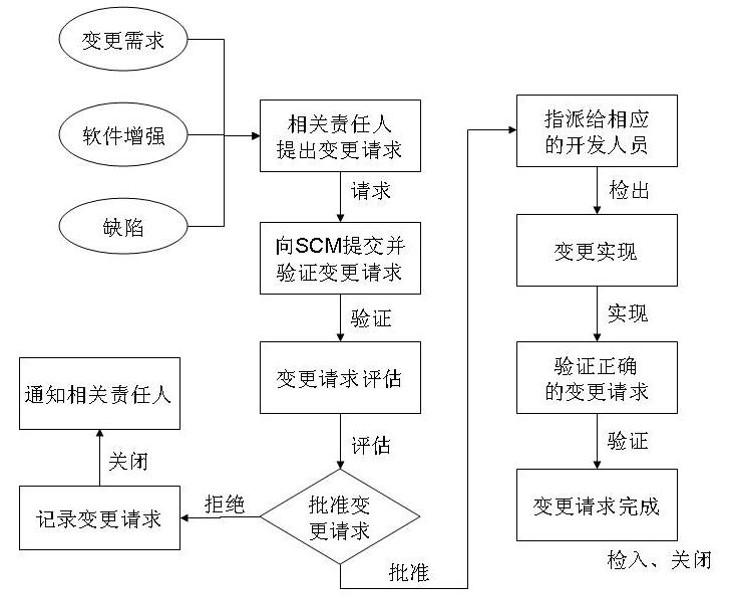 变更需求
软件增强
缺陷
相关责任人
提出变更请求
请求
向SCM提交并
验证变更请求
验证
变更请求评估
评估
批准变
更请求
拒绝
记录变更请求
关闭
通知相关责任人
批准
指派给相应
的开发人员
检出
变更实现
实现
验证正确
的变更请求
验证
变更请求完成
检入、关闭